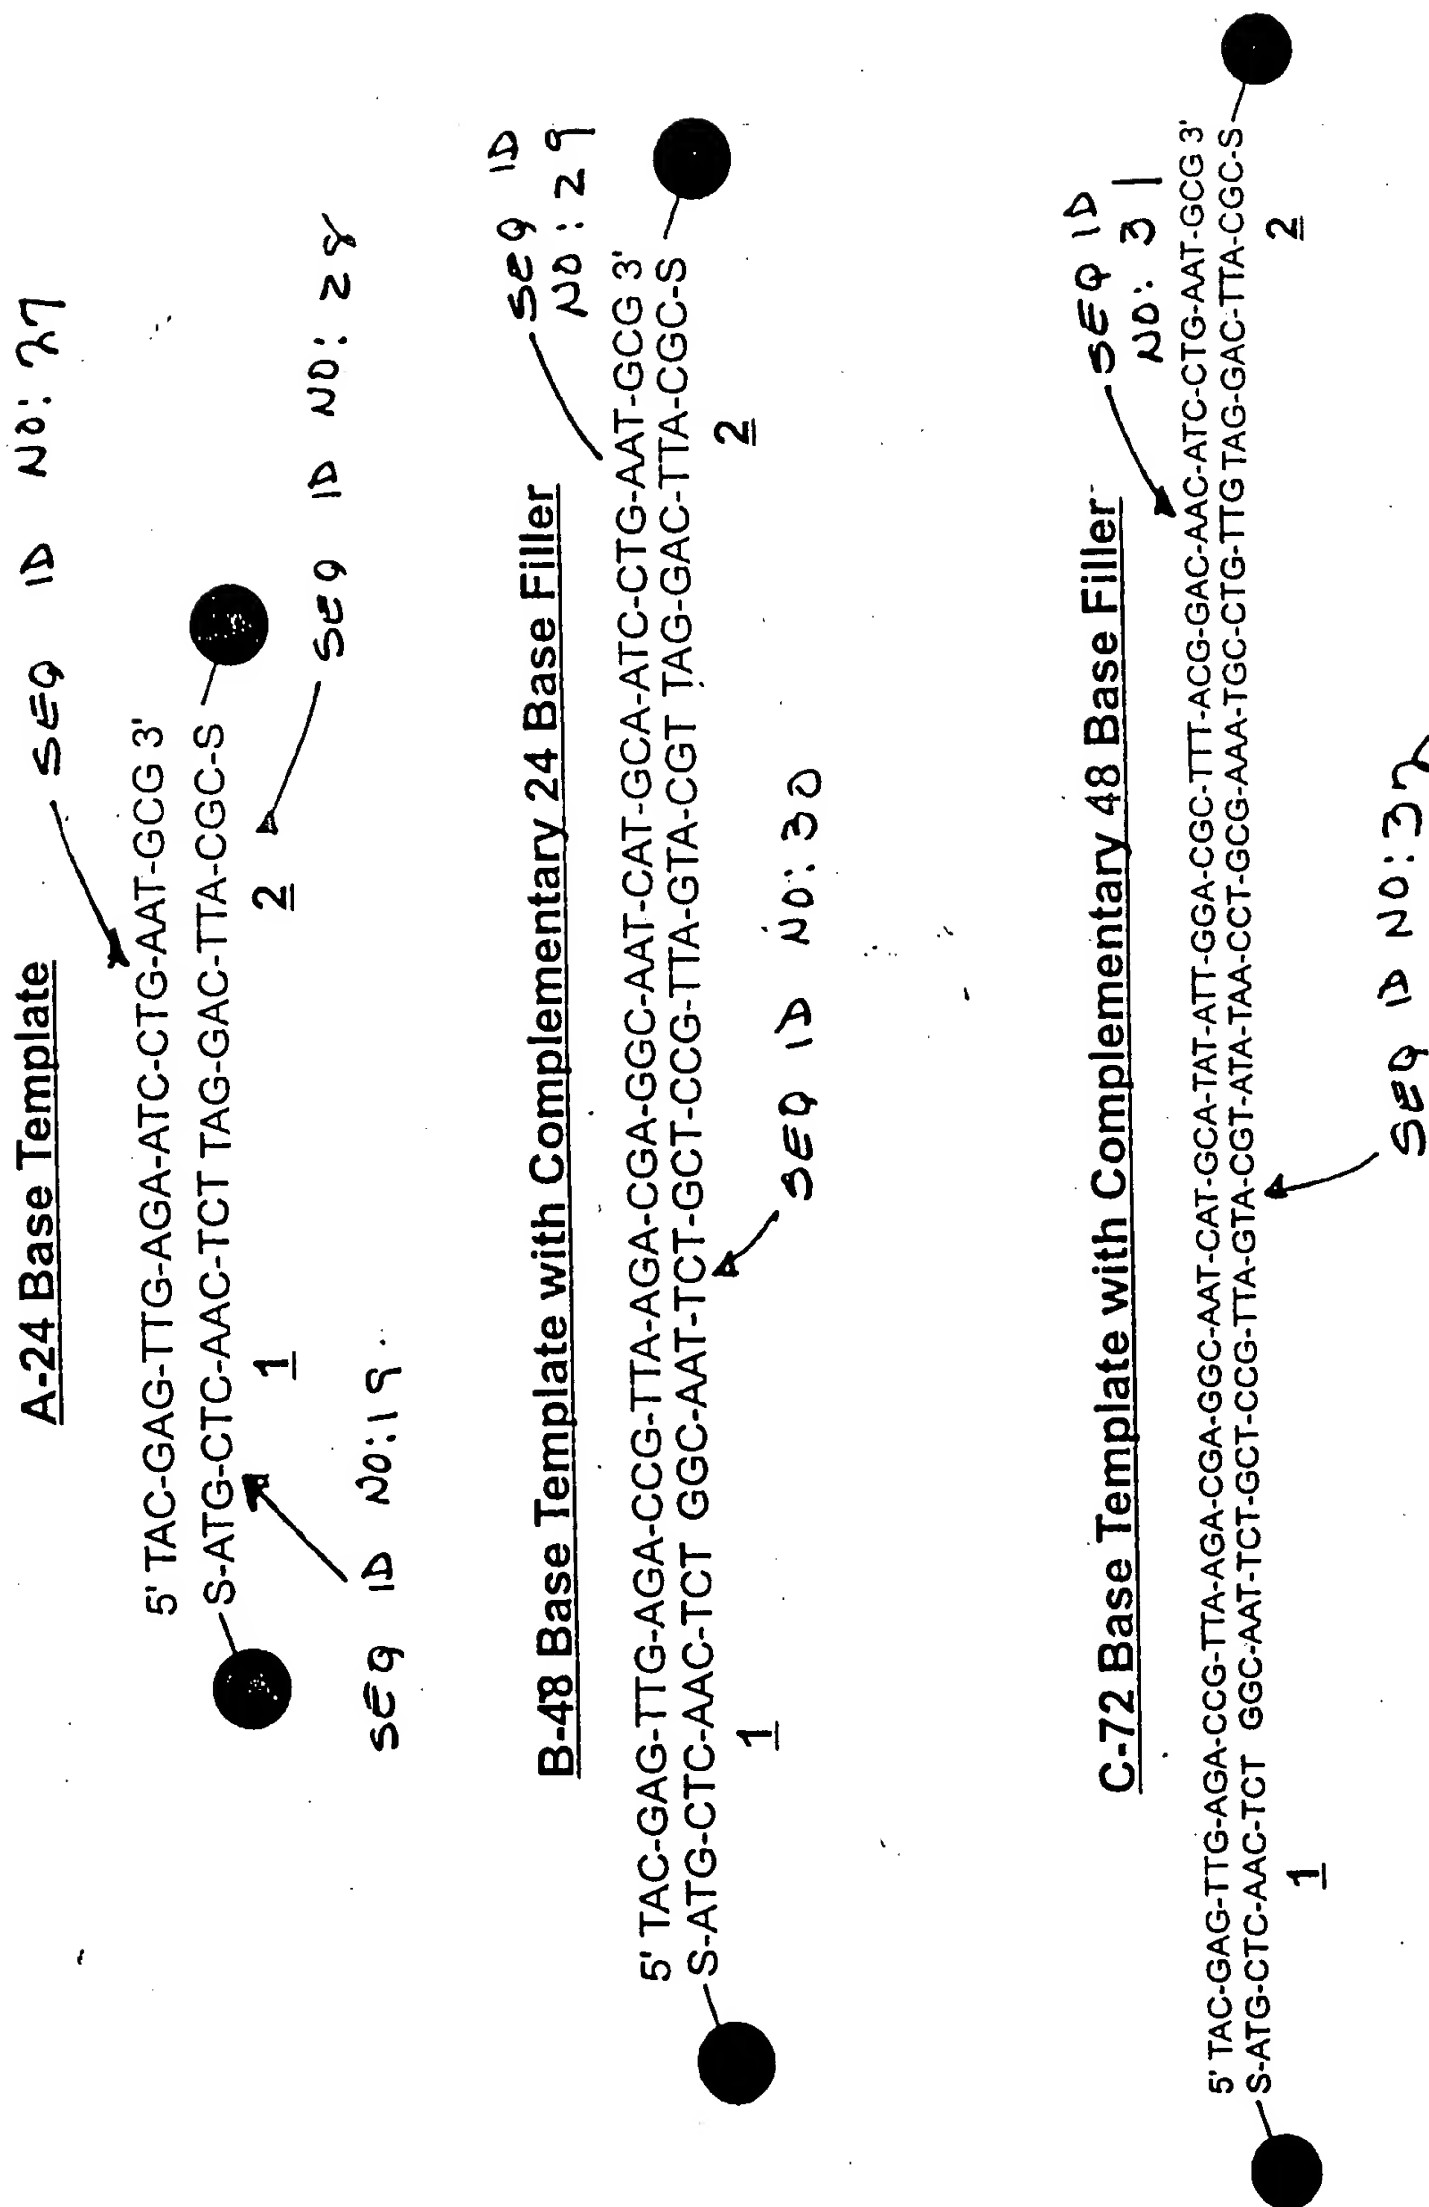 A-24 Base Template
SEQ ID NO: 27
5' TAC-GAG-TTG-AGA-ATC-CTG-AAT-GCG 3'
S-ATG-CTC-AAC-TCT TAG-GAC-TTA-CGC-S
1
2
SEQ ID NO:19
SEQ ID NO: 28
B-48 Base Template with Complementary 24 Base Filler
SEQ ID
NO: 29
5' TAC-GAG-TTG-AGA-CCG-TTA-AGA-CGA-GGC-AAT-CAT-GCA-ATC-CTG-AAT-GCG 3'
S-ATG-CTC-AAC-TCT GGC-AAT-TCT-GCT-CCG-TTA-GTA-CGT TAG-GAC-TTA-CGC-S
1
2
SEQ ID NO:30
C-72 Base Template with Complementary 48 Base Filler
SEQ ID
NO: 31
5' TAC-GAG-TTG-AGA-CCG-TTA-AGA-CGA-GGC-AAT-CAT-GCA-TAT-ATT-GGA-CGC-TTT-ACG-GAC-AAC-ATC-CTG-AAT-GCG 3'
S-ATG-CTC-AAC-TCT GGC-AAT-TCT-GCT-CCG-TTA-GTA-CGT-ATA-TAA-CCT-GCG-AAA-TGC-CTG-TTG TAG-GAC-TTA-CGC-S
1
2
SEQ ID NO:32